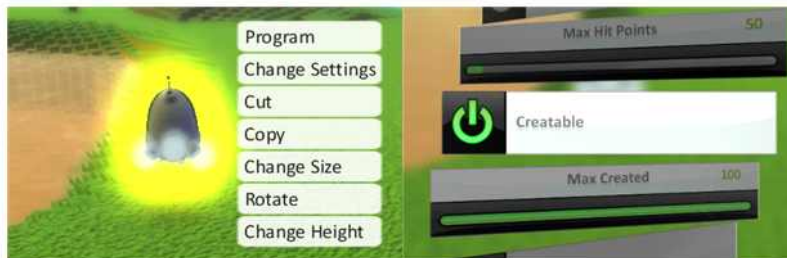 Program
Change Settings
Cut
Copy
Change Size
Rotate
Change Height
Max Hit Points 50
Creatable
Max Created 100